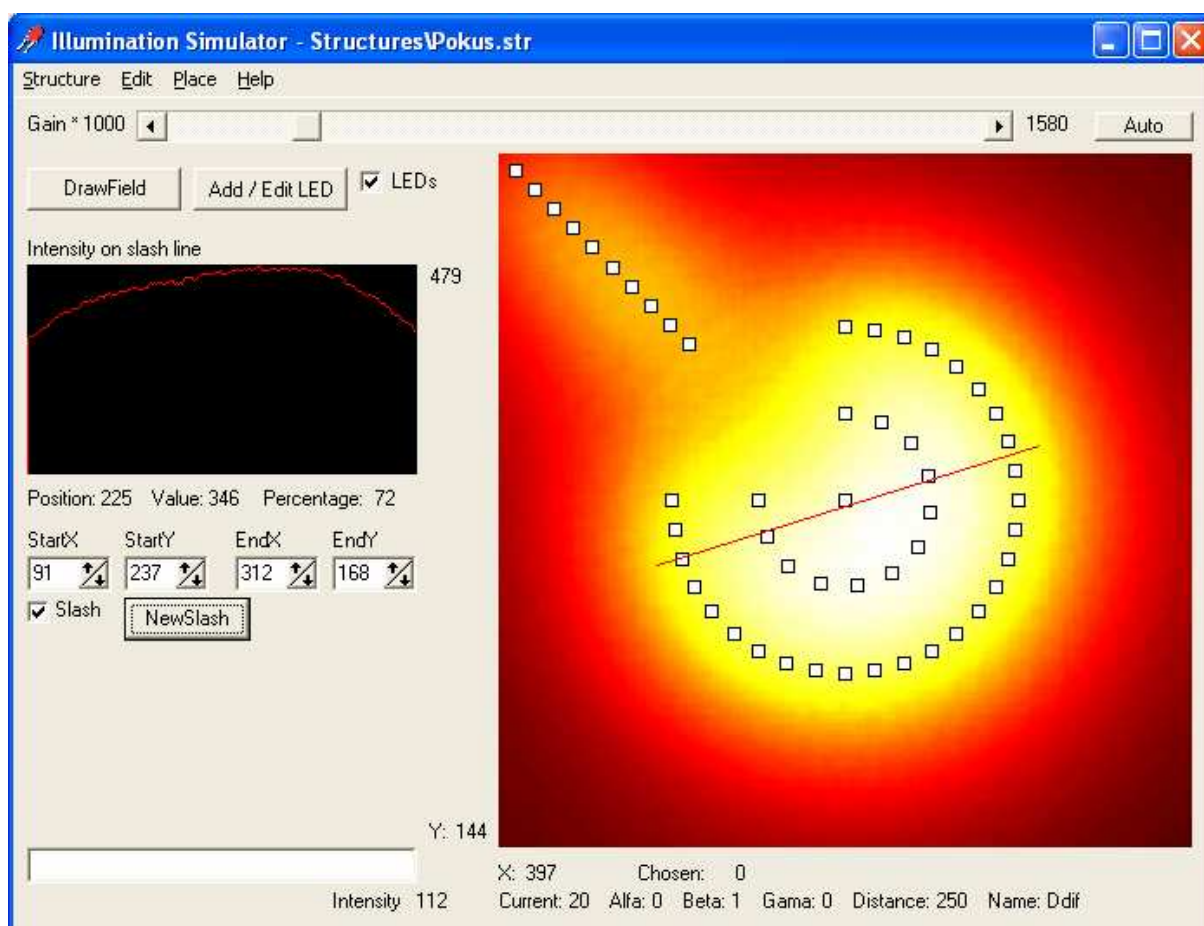 Illumination Simulator - Structures\Pokus.str
Structure Edit Place Help
Gain * 1000 1580 Auto
DrawField Add / Edit LED LEDs
Intensity on slash line
479
Position: 225 Value: 346 Percentage: 72
StartX StartY EndX EndY
91 237 312 168
Slash NewSlash
Y: 144
X: 397 Chosen: 0
Intensity 112 Current: 20 Alfa: 0 Beta: 1 Gama: 0 Distance: 250 Name: Ddif